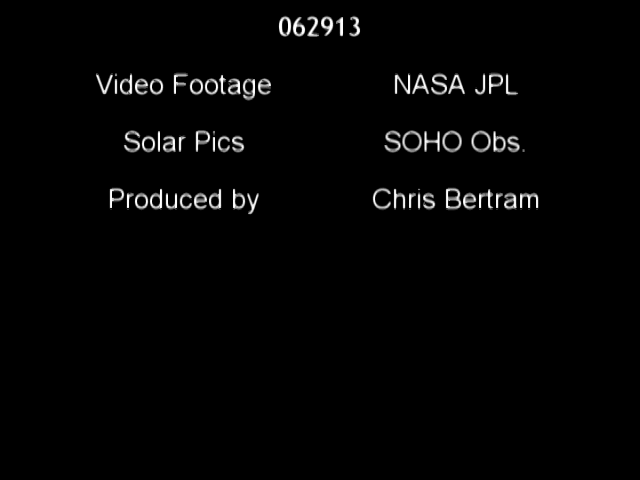 062913
Video Footage NASA JPL
Solar Pics SOHO Obs.
Produced by Chris Bertram